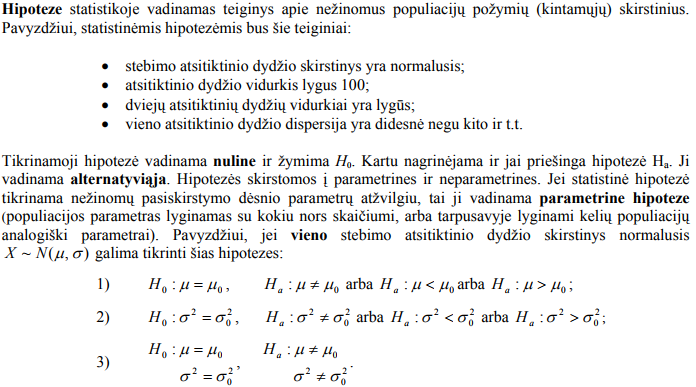 Hipoteze statistikoje vadinamas teiginys apie nežinomus populiacijų požymių (kintamųjų) skirstinius.
Pavyzdžiui, statistinėmis hipotezėmis bus šie teiginiai:
• stebimo atsitiktinio dydžio skirstinys yra normalusis;
• atsitiktinio dydžio vidurkis lygus 100;
• dviejų atsitiktinių dydžių vidurkiai yra lygūs;
• vieno atsitiktinio dydžio dispersija yra didesnė negu kito ir t.t.
Tikrinamoji hipotezė vadinama nuline ir žymima H₀. Kartu nagrinėjama ir jai priešinga hipotezė Hₐ. Ji
vadinama alternatyviąja. Hipotezės skirstomos į parametrines ir neparametrines. Jei statistinė hipotezė
tikrinama nežinomų pasiskirstymo dėsnio parametrų atžvilgiu, tai ji vadinama parametrine hipoteze
(populiacijos parametras lyginamas su kokiu nors skaičiumi, arba tarpusavyje lyginami kelių populiacijų
analogiški parametrai). Pavyzdžiui, jei vieno stebimo atsitiktinio dydžio skirstinys normalusis
X ~ N(μ, σ) galima tikrinti šias hipotezes:
1) H₀ : μ = μ₀, Hₐ : μ ≠ μ₀ arba Hₐ : μ < μ₀ arba Hₐ : μ > μ₀;
2) H₀ : σ² = σ₀², Hₐ : σ² ≠ σ₀² arba Hₐ : σ² < σ₀² arba Hₐ : σ² > σ₀²;
3) H₀ : μ = μ₀, Hₐ : μ ≠ μ₀.
σ² = σ₀² σ² ≠ σ₀²